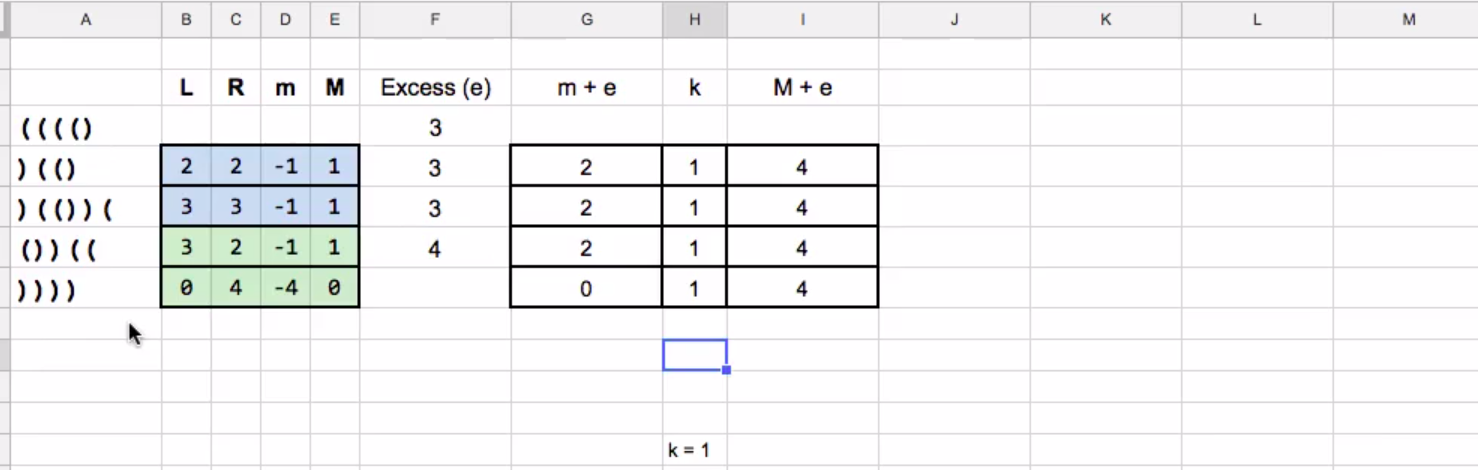 A B C D E F G H I J K L M
L R m M Excess (e) m + e k M + e
(((() 3
)(() 2 2 -1 1 3 2 1 4
)(())( 3 3 -1 1 3 2 1 4
())(( 3 2 -1 1 4 2 1 4
)))) 0 4 -4 0 0 1 4
k = 1